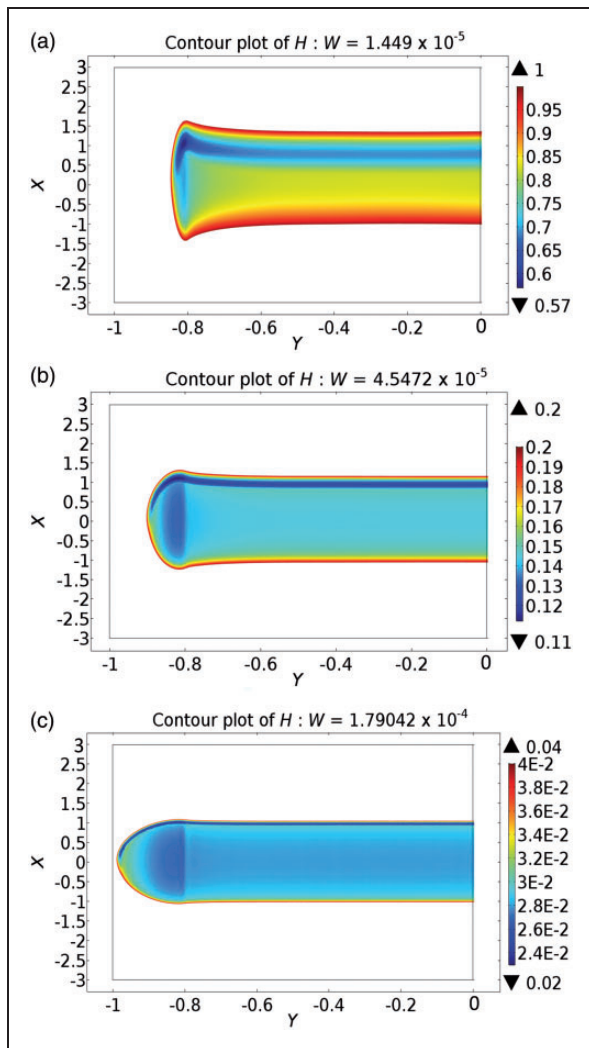 (a)
Contour plot of H : W = 1.449 x 10-5
3
2.5
2
1.5
1
0.5
0
-0.5
-1
-1.5
-2
-2.5
-3
X
-1 -0.8 -0.6 -0.4 -0.2 0
Y
▲ 1
0.95
0.9
0.85
0.8
0.75
0.7
0.65
0.6
▼ 0.57
(b)
Contour plot of H : W = 4.5472 x 10-5
3
2.5
2
1.5
1
0.5
0
-0.5
-1
-1.5
-2
-2.5
-3
X
-1 -0.8 -0.6 -0.4 -0.2 0
Y
▲ 0.2
0.2
0.19
0.18
0.17
0.16
0.15
0.14
0.13
0.12
▼ 0.11
(c)
Contour plot of H : W = 1.79042 x 10-4
3
2.5
2
1.5
1
0.5
0
-0.5
-1
-1.5
-2
-2.5
-3
X
-1 -0.8 -0.6 -0.4 -0.2 0
Y
▲ 0.04
4E-2
3.8E-2
3.6E-2
3.4E-2
3.2E-2
3E-2
2.8E-2
2.6E-2
2.4E-2
▼ 0.02